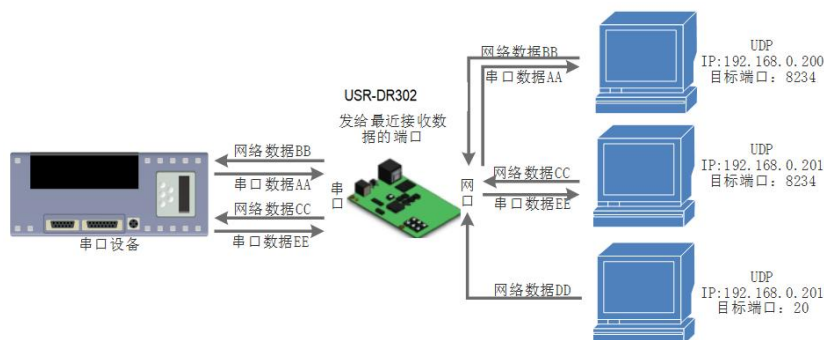 USR-DR302
发给最近接收数
据的端口
网络数据BB
串口数据AA
网络数据CC
串口数据EE
串口设备
串口
网口
网络数据BB
串口数据AA
网络数据CC
串口数据EE
网络数据DD
UDP
IP:192.168.0.200
目标端口：8234
UDP
IP:192.168.0.201
目标端口：8234
UDP
IP:192.168.0.201
目标端口：20